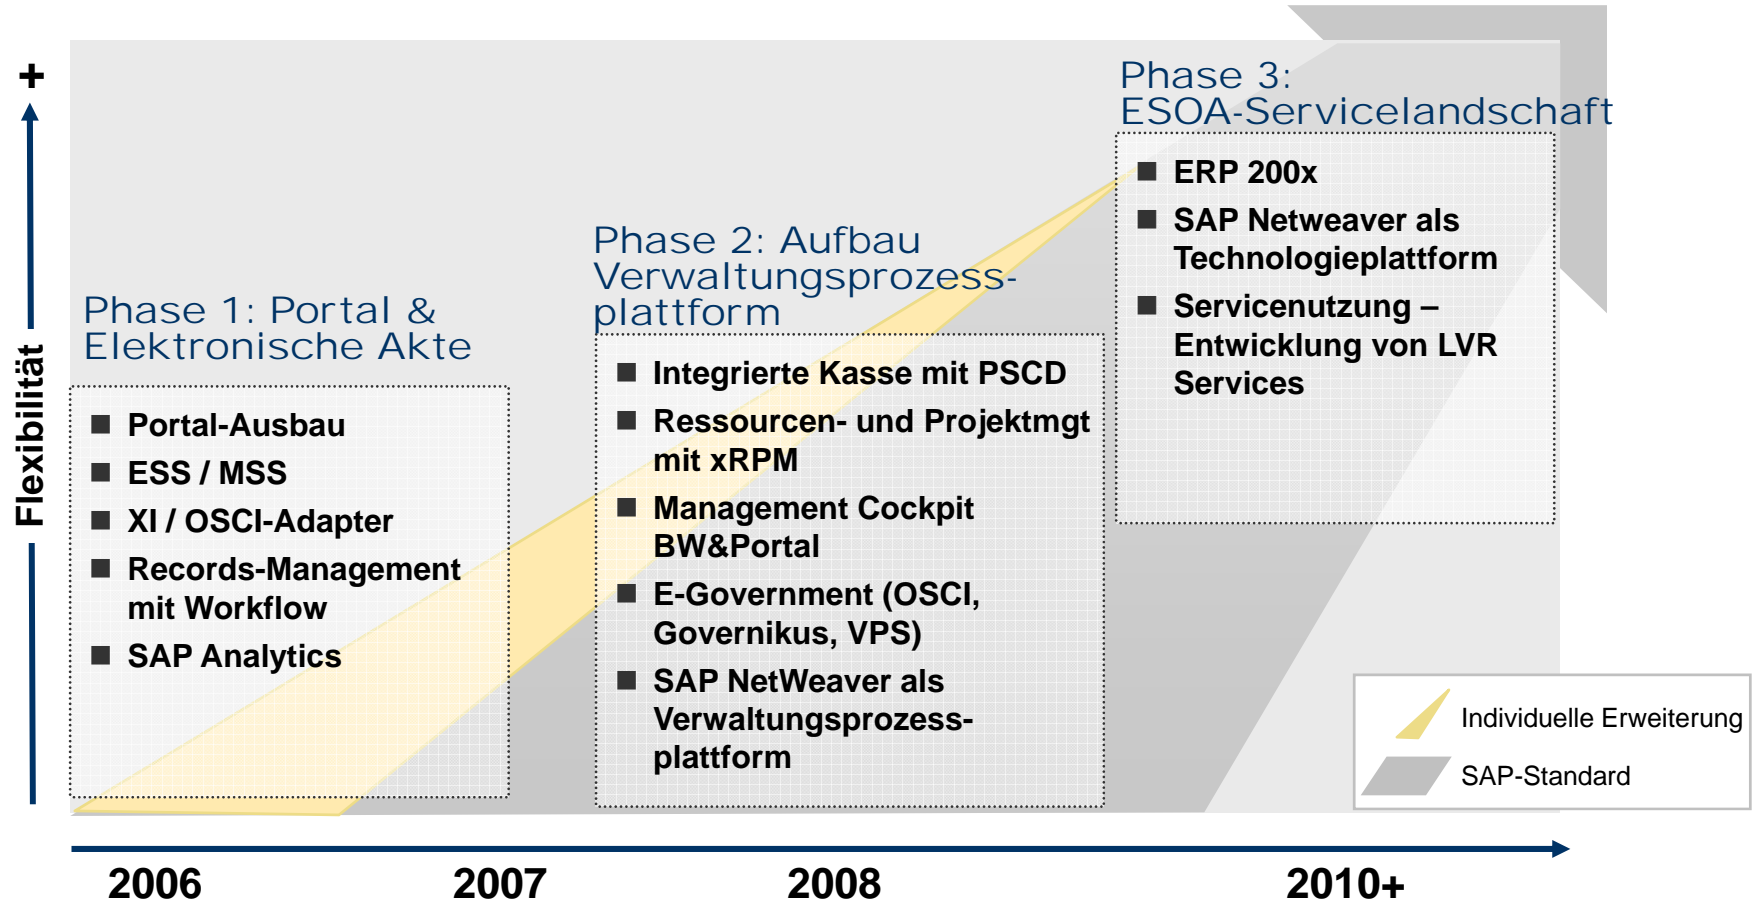 +
Flexibilität
Phase 1: Portal &
Elektronische Akte
■ Portal-Ausbau
■ ESS / MSS
■ XI / OSCI-Adapter
■ Records-Management
mit Workflow
■ SAP Analytics
Phase 2: Aufbau
Verwaltungsprozess-
plattform
■ Integrierte Kasse mit PSCD
■ Ressourcen- und Projektmgt
mit xRPM
■ Management Cockpit
BW&Portal
■ E-Government (OSCI,
Governikus, VPS)
■ SAP NetWeaver als
Verwaltungsprozess-
plattform
Phase 3:
ESOA-Servicelandschaft
■ ERP 200x
■ SAP Netweaver als
Technologieplattform
■ Servicenutzung –
Entwicklung von LVR
Services
Individuelle Erweiterung
SAP-Standard
2006 2007 2008 2010+